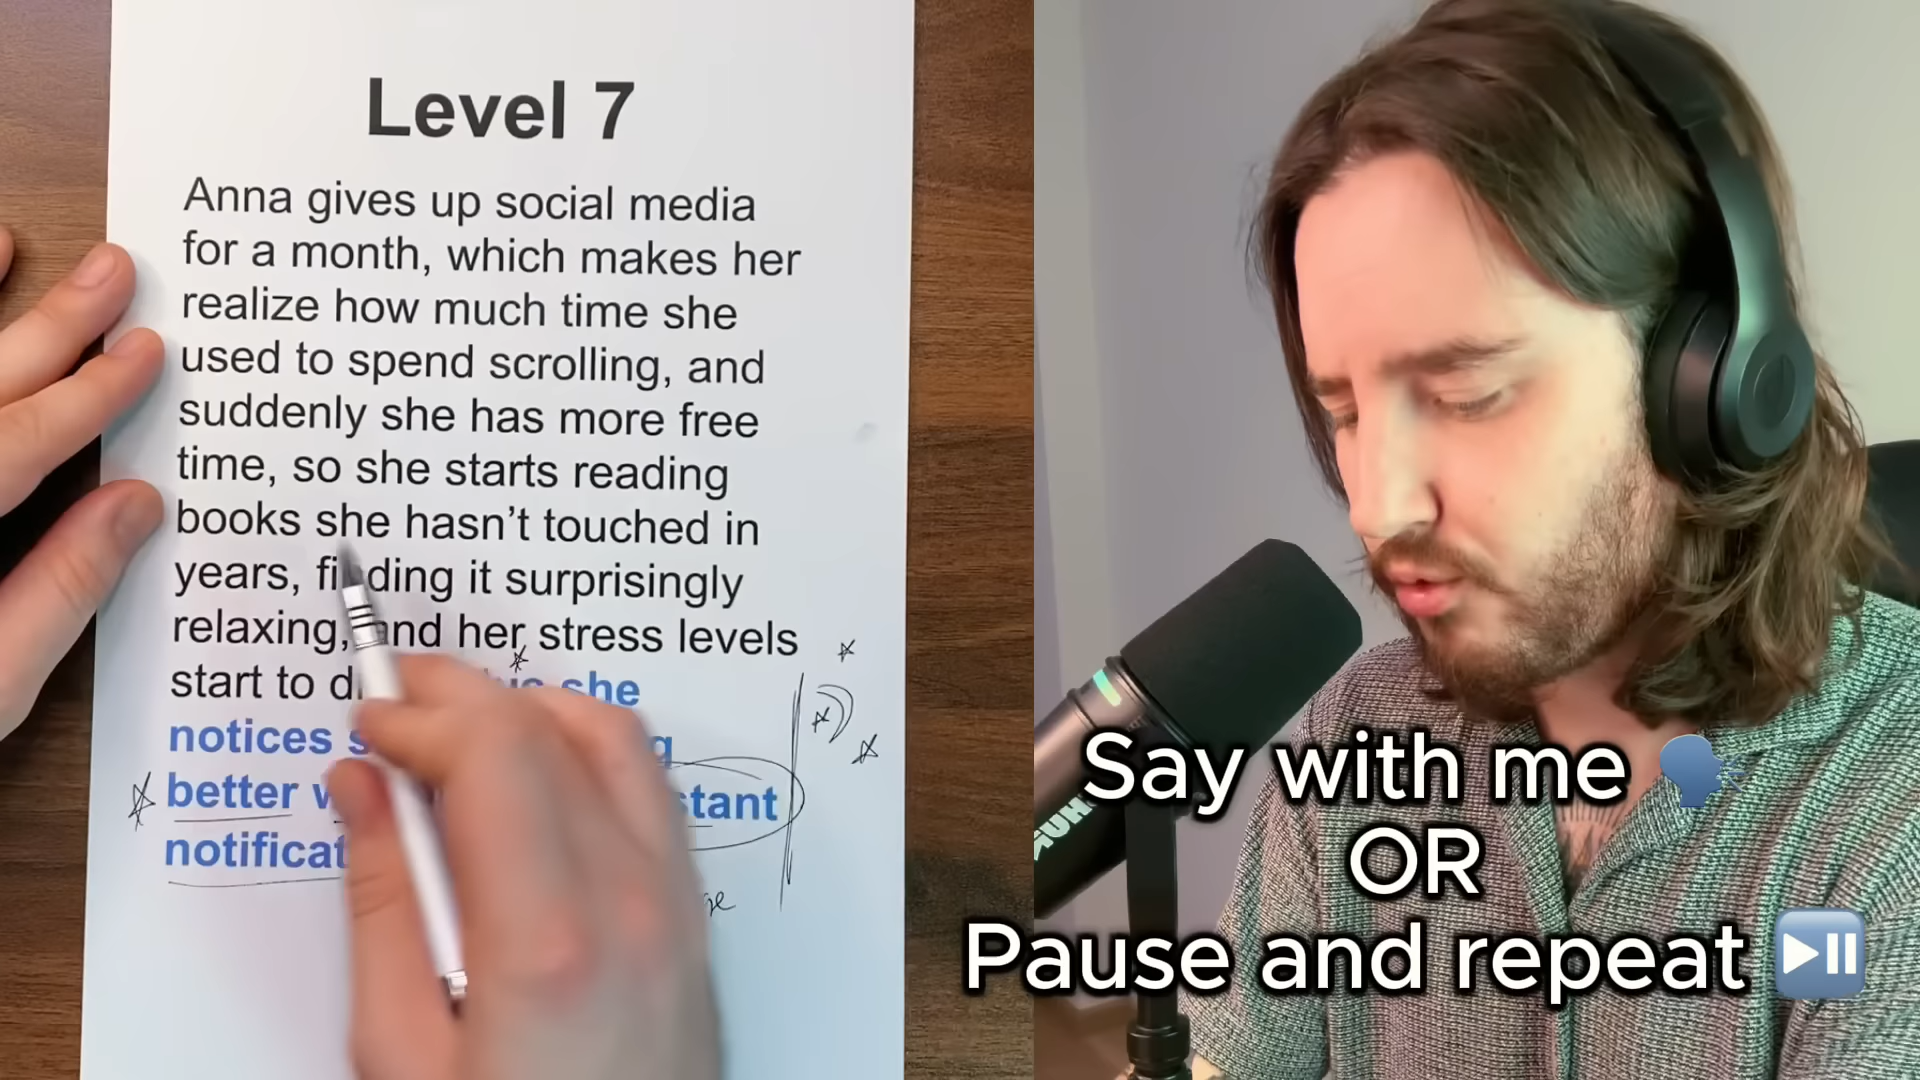 Level 7
Anna gives up social media
for a month, which makes her
realize how much time she
used to spend scrolling, and
suddenly she has more free
time, so she starts reading
books she hasn't touched in
years, finding it surprisingly
relaxing, and her stress levels
start to she
notices
better
notificat
Say with me
OR
Pause and repeat